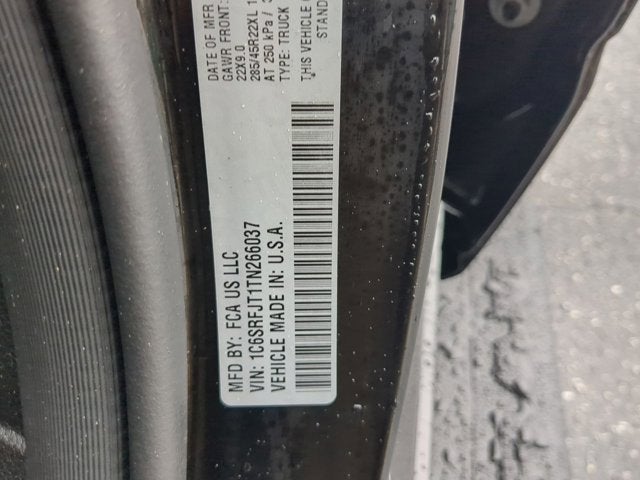 MFD BY: FCA US LLC
DATE OF MFR
GAWR FRONT:
22X9.0
285/45R22XL
AT 250 kPa /
TYPE: TRUCK
VIN: 1C6SRFJT1TN266037
THIS VEHICLE
STAND
VEHICLE MADE IN: U.S.A.